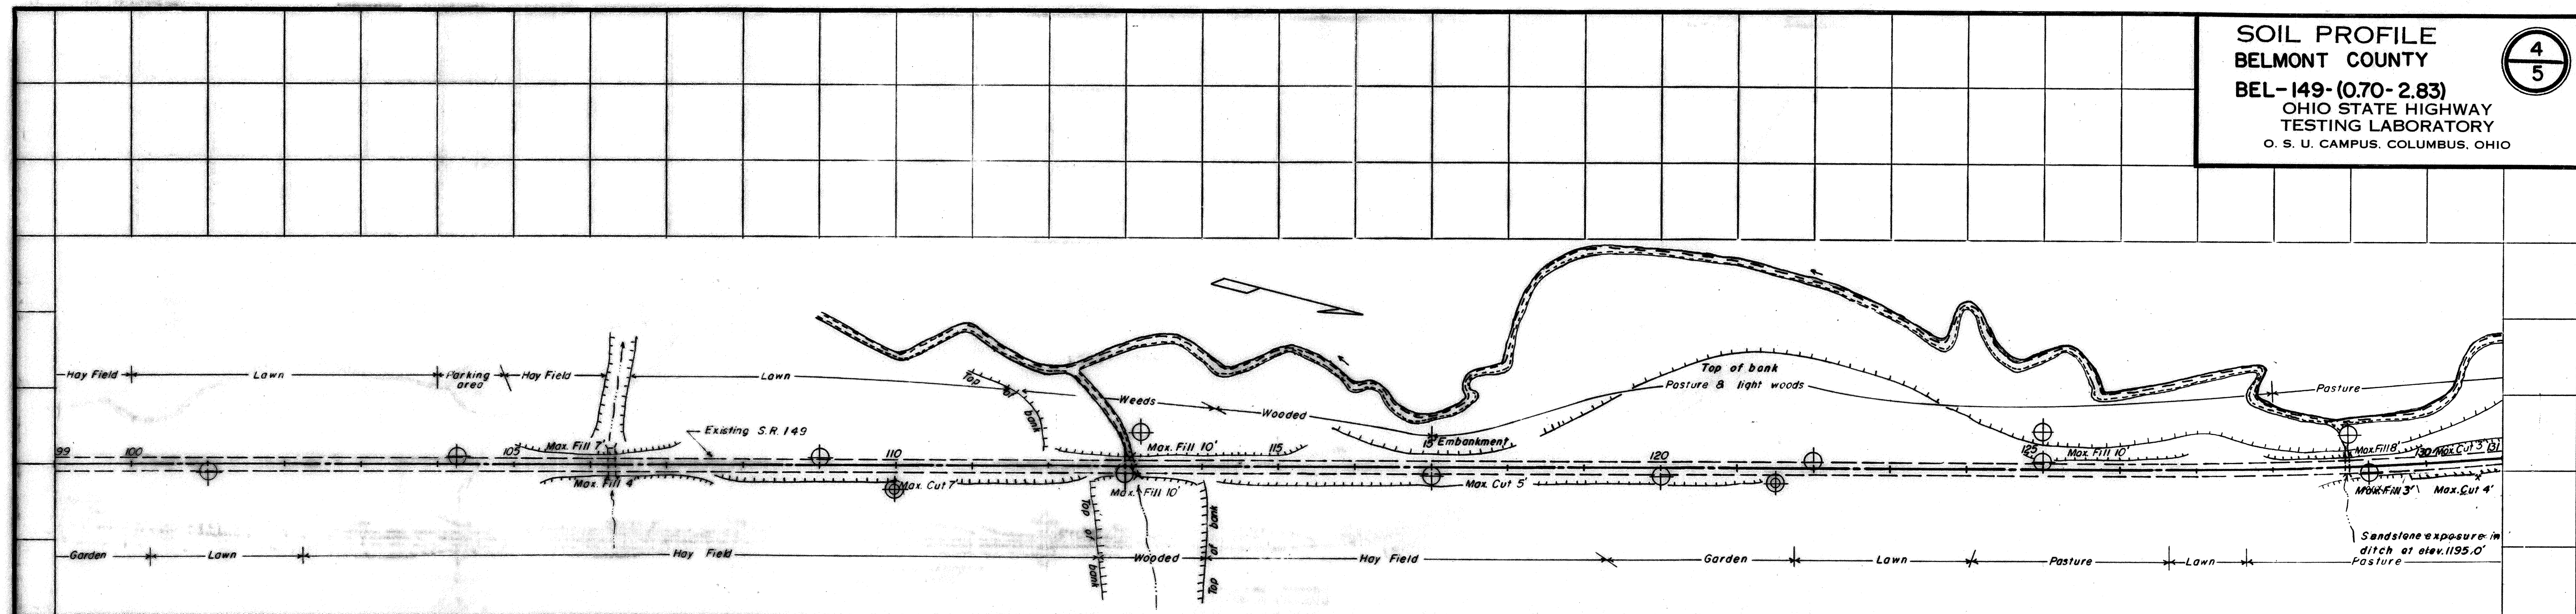 SOIL PROFILE
BELMONT COUNTY
BEL-149-(0.70-2.83)
OHIO STATE HIGHWAY
TESTING LABORATORY
O. S. U. CAMPUS, COLUMBUS, OHIO
4
5
Hay Field
Lawn
Parking
area
Hay Field
Lawn
Top of bank
Weeds
Wooded
Top of bank
Pasture & light woods
Pasture
Existing S.R. 149
99
100
105
Max. Fill 7'
110
Max. Fill 10'
115
15' Embankment
120
125
Max. Fill 10'
Max. Fill 8'
130
Max. Cut 3'
131
Max. Fill 4'
Max. Cut 7'
Max. Fill 10'
Max. Cut 5'
Max. Fill 3'
Max. Cut 4'
Top of bank
Top of bank
Sandstone exposure in
ditch at elev. 1195.0'
Garden
Lawn
Hay Field
Wooded
Hay Field
Garden
Lawn
Pasture
Lawn
Pasture